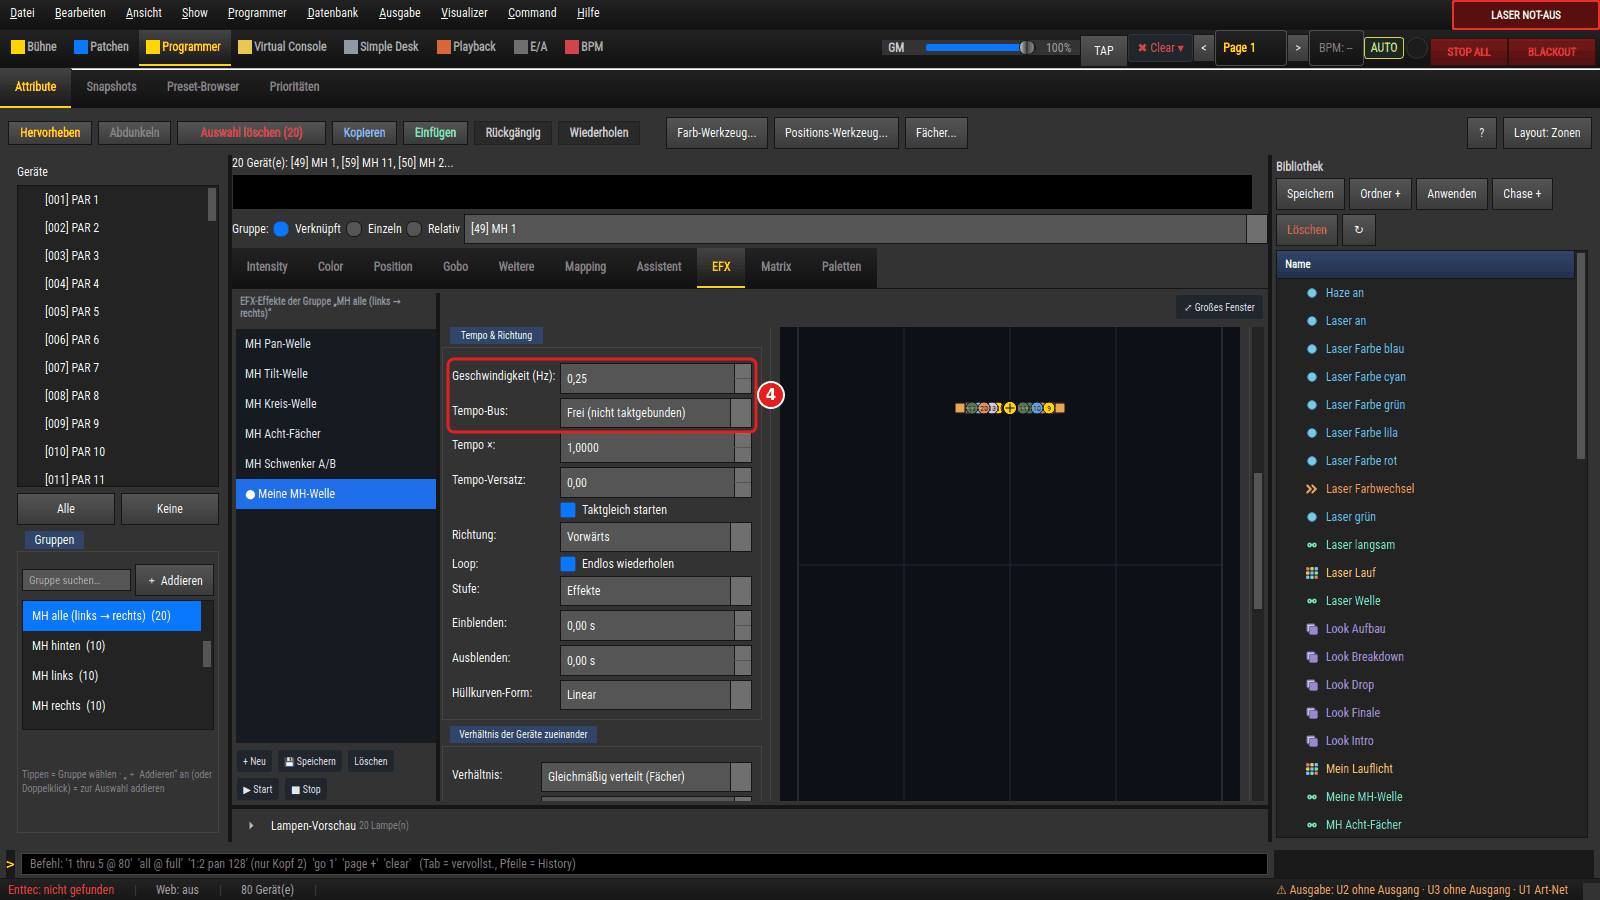 Datei Bearbeiten Ansicht Show Programmer Datenbank Ausgabe Visualizer Command Hilfe
LASER NOT-AUS
Bühne Patchen Programmer Virtual Console Simple Desk Playback E/A BPM
GM 100% TAP ✖ Clear ▾ < Page 1 > BPM: -- AUTO STOP ALL BLACKOUT
Attribute Snapshots Preset-Browser Prioritäten
Hervorheben Abdunkeln Auswahl löschen (20) Kopieren Einfügen Rückgängig Wiederholen Farb-Werkzeug... Positions-Werkzeug... Fächer... ? Layout: Zonen
Geräte
[001] PAR 1
[002] PAR 2
[003] PAR 3
[004] PAR 4
[005] PAR 5
[006] PAR 6
[007] PAR 7
[008] PAR 8
[009] PAR 9
[010] PAR 10
[011] PAR 11
Alle Keine
Gruppen
Gruppe suchen... + Addieren
MH alle (links → rechts) (20)
MH hinten (10)
MH links (10)
MH rechts (10)
Tippen = Gruppe wählen · „ + Addieren“ an (oder
Doppelklick) = zur Auswahl addieren
20 Gerät(e): [49] MH 1, [59] MH 11, [50] MH 2...
Gruppe: Verknüpft Einzeln Relativ [49] MH 1
Intensity Color Position Gobo Weitere Mapping Assistent EFX Matrix Paletten
EFX-Effekte der Gruppe „MH alle (links →
rechts)“
MH Pan-Welle
MH Tilt-Welle
MH Kreis-Welle
MH Acht-Fächer
MH Schwenker A/B
● Meine MH-Welle
+ Neu Speichern Löschen
▶ Start ■ Stop
⤢ Großes Fenster
Tempo & Richtung
Geschwindigkeit (Hz): 0,25
Tempo-Bus: Frei (nicht taktgebunden)
4
Tempo ×: 1,0000
Tempo-Versatz: 0,00
Taktgleich starten
Richtung: Vorwärts
Loop: Endlos wiederholen
Stufe: Effekte
Einblenden: 0,00 s
Ausblenden: 0,00 s
Hüllkurven-Form: Linear
Verhältnis der Geräte zueinander
Verhältnis: Gleichmäßig verteilt (Fächer)
Lampen-Vorschau 20 Lampe(n)
Bibliothek
Speichern Ordner + Anwenden Chase +
Löschen ↻
Name
Haze an
Laser an
Laser Farbe blau
Laser Farbe cyan
Laser Farbe grün
Laser Farbe lila
Laser Farbe rot
Laser Farbwechsel
Laser grün
Laser langsam
Laser Lauf
Laser Welle
Look Aufbau
Look Breakdown
Look Drop
Look Finale
Look Intro
Mein Lauflicht
Meine MH-Welle
MH Acht-Fächer
> Befehl: '1 thru 5 @ 80' 'all @ full' '1:2 pan 128' (nur Kopf 2) 'go 1' 'page +' 'clear' (Tab = vervollst., Pfeile = History)
Enttec: nicht gefunden Web: aus 80 Gerät(e) ⚠ Ausgabe: U2 ohne Ausgang · U3 ohne Ausgang · U1 Art-Net